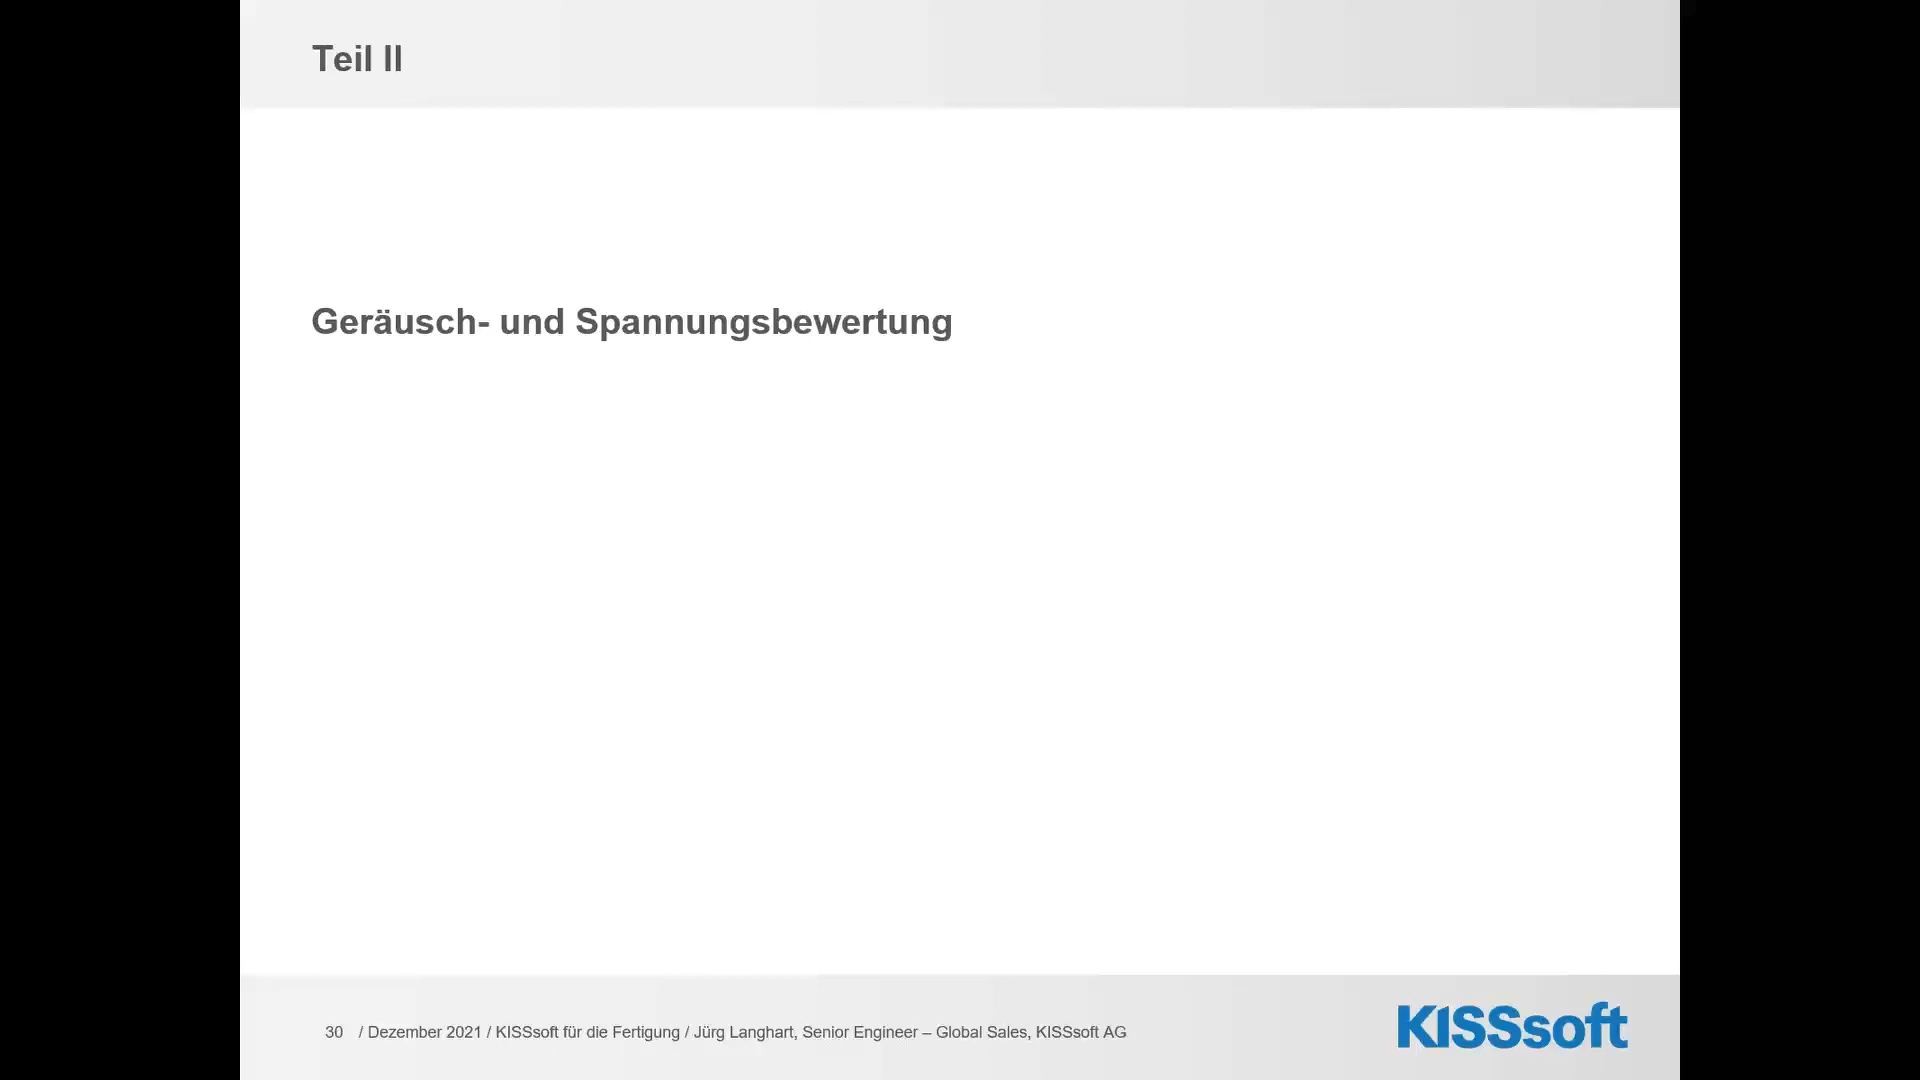 Teil II
Geräusch- und Spannungsbewertung
30 / Dezember 2021 / KISSsoft für die Fertigung / Jürg Langhart, Senior Engineer – Global Sales, KISSsoft AG
KISSsoft